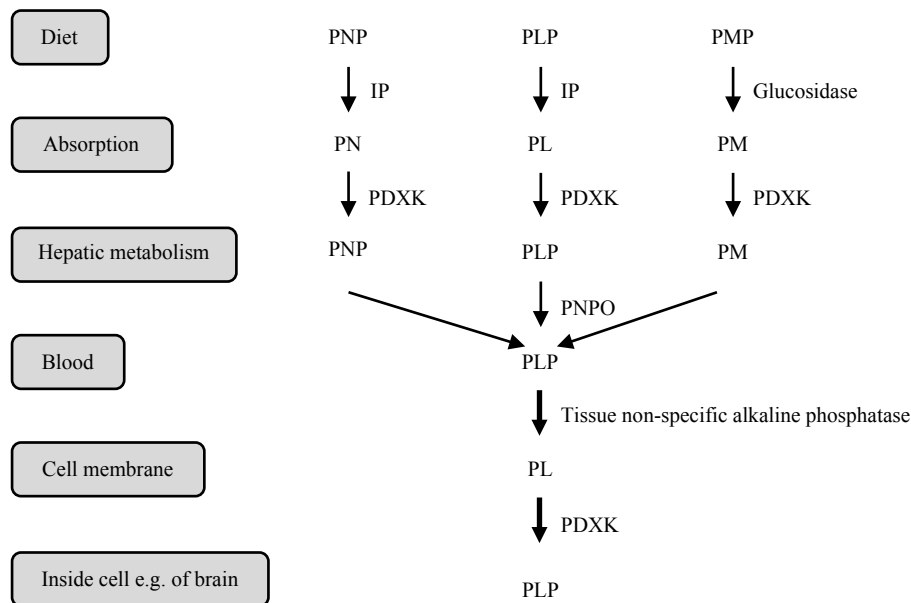 Diet PNP PLP PMP
IP IP Glucosidase
Absorption PN PL PM
PDXK PDXK PDXK
Hepatic metabolism PNP PLP PM
PNPO
Blood PLP
Tissue non-specific alkaline phosphatase
Cell membrane PL
PDXK
Inside cell e.g. of brain PLP